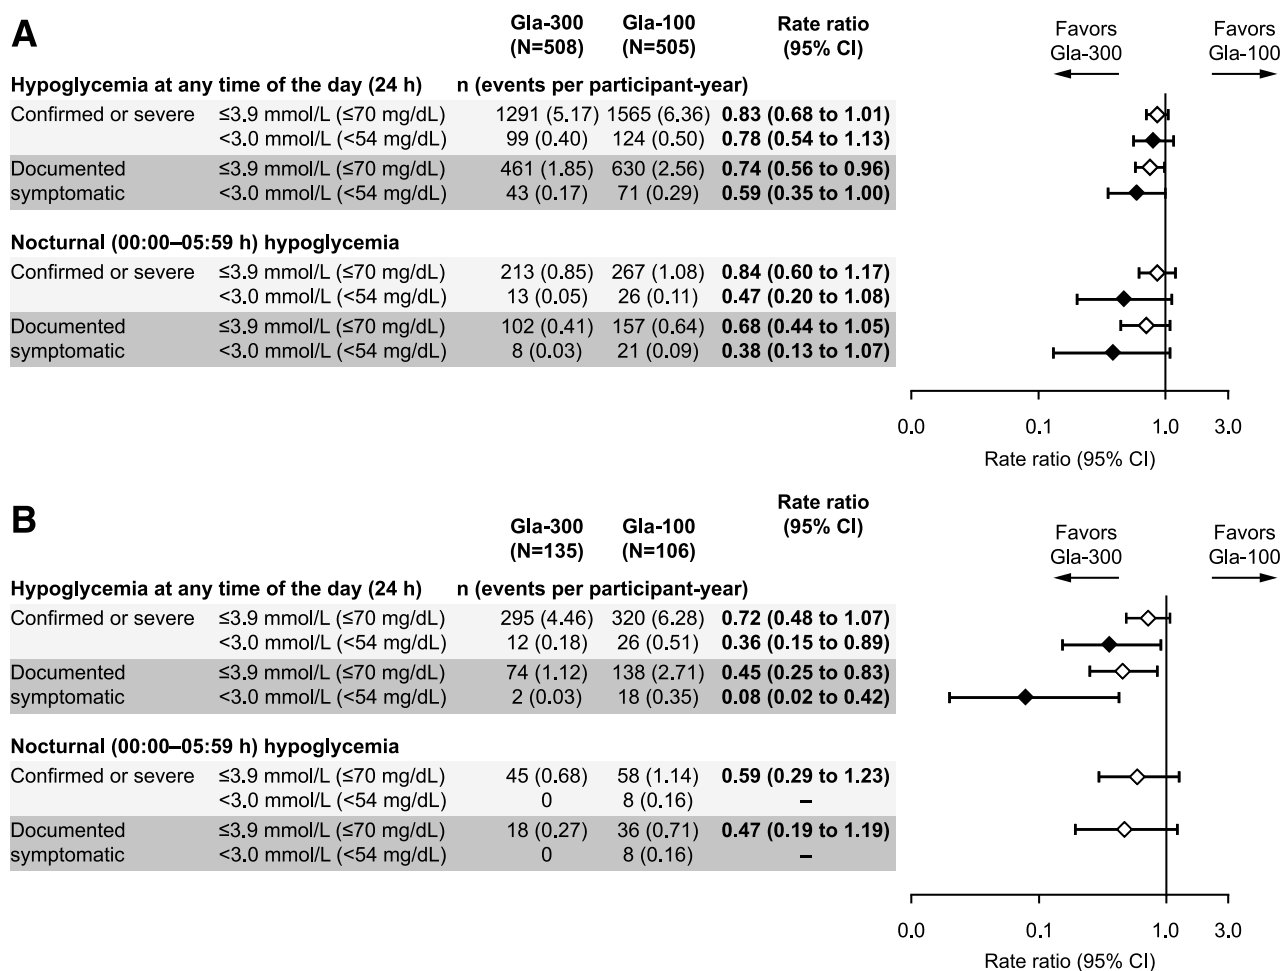 A
Gla-300 Gla-100 Rate ratio
(N=508) (N=505) (95% CI)
Favors Favors
Gla-300 Gla-100
Hypoglycemia at any time of the day (24 h) n (events per participant-year)
Confirmed or severe ≤3.9 mmol/L (≤70 mg/dL) 1291 (5.17) 1565 (6.36) 0.83 (0.68 to 1.01)
<3.0 mmol/L (<54 mg/dL) 99 (0.40) 124 (0.50) 0.78 (0.54 to 1.13)
Documented ≤3.9 mmol/L (≤70 mg/dL) 461 (1.85) 630 (2.56) 0.74 (0.56 to 0.96)
symptomatic <3.0 mmol/L (<54 mg/dL) 43 (0.17) 71 (0.29) 0.59 (0.35 to 1.00)
Nocturnal (00:00–05:59 h) hypoglycemia
Confirmed or severe ≤3.9 mmol/L (≤70 mg/dL) 213 (0.85) 267 (1.08) 0.84 (0.60 to 1.17)
<3.0 mmol/L (<54 mg/dL) 13 (0.05) 26 (0.11) 0.47 (0.20 to 1.08)
Documented ≤3.9 mmol/L (≤70 mg/dL) 102 (0.41) 157 (0.64) 0.68 (0.44 to 1.05)
symptomatic <3.0 mmol/L (<54 mg/dL) 8 (0.03) 21 (0.09) 0.38 (0.13 to 1.07)
0.0 0.1 1.0 3.0
Rate ratio (95% CI)
B
Gla-300 Gla-100 Rate ratio
(N=135) (N=106) (95% CI)
Favors Favors
Gla-300 Gla-100
Hypoglycemia at any time of the day (24 h) n (events per participant-year)
Confirmed or severe ≤3.9 mmol/L (≤70 mg/dL) 295 (4.46) 320 (6.28) 0.72 (0.48 to 1.07)
<3.0 mmol/L (<54 mg/dL) 12 (0.18) 26 (0.51) 0.36 (0.15 to 0.89)
Documented ≤3.9 mmol/L (≤70 mg/dL) 74 (1.12) 138 (2.71) 0.45 (0.25 to 0.83)
symptomatic <3.0 mmol/L (<54 mg/dL) 2 (0.03) 18 (0.35) 0.08 (0.02 to 0.42)
Nocturnal (00:00–05:59 h) hypoglycemia
Confirmed or severe ≤3.9 mmol/L (≤70 mg/dL) 45 (0.68) 58 (1.14) 0.59 (0.29 to 1.23)
<3.0 mmol/L (<54 mg/dL) 0 8 (0.16) –
Documented ≤3.9 mmol/L (≤70 mg/dL) 18 (0.27) 36 (0.71) 0.47 (0.19 to 1.19)
symptomatic <3.0 mmol/L (<54 mg/dL) 0 8 (0.16) –
0.0 0.1 1.0 3.0
Rate ratio (95% CI)